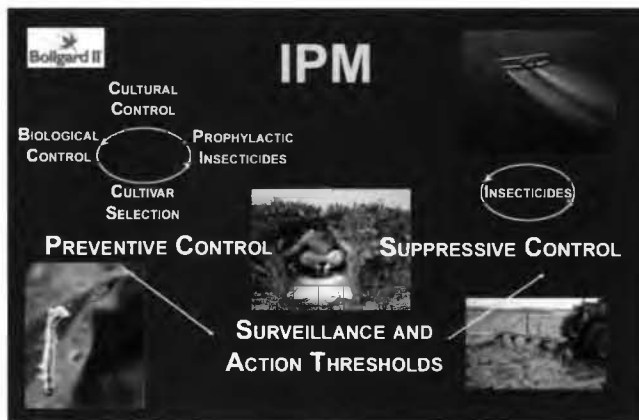 Bollgard II
IPM
CULTURAL
CONTROL
BIOLOGICAL
CONTROL
PROPHYLACTIC
INSECTICIDES
CULTIVAR
SELECTION
INSECTICIDES
PREVENTIVE CONTROL
SUPPRESSIVE CONTROL
SURVEILLANCE AND
ACTION THRESHOLDS